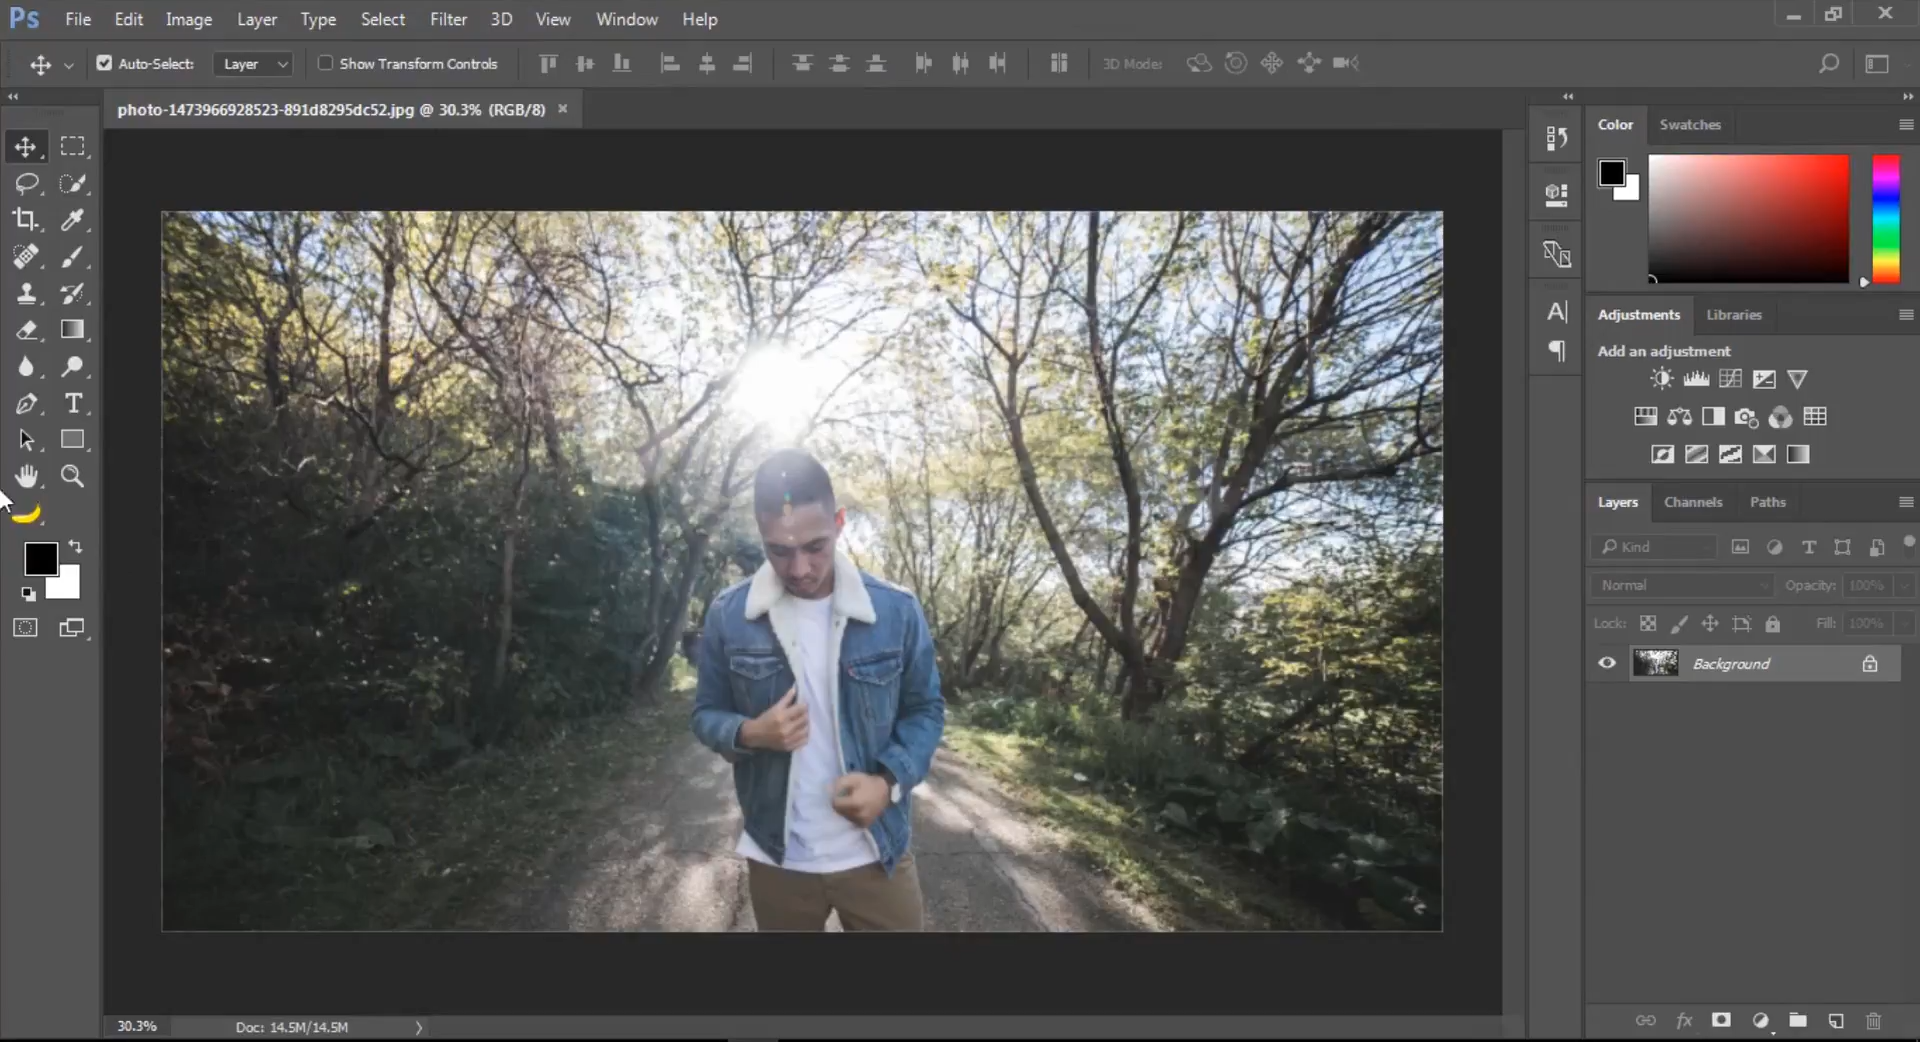 Ps File Edit Image Layer Type Select Filter 3D View Window Help
Auto-Select: Layer Show Transform Controls 3D Mode:
photo-1473966928523-891d8295dc52.jpg @ 30.3% (RGB/8) ×
Color Swatches
Adjustments Libraries
Add an adjustment
Layers Channels Paths
Kind
Normal Opacity: 100%
Lock: Fill: 100%
Background
fx
30.3% Doc: 14.5M/14.5M